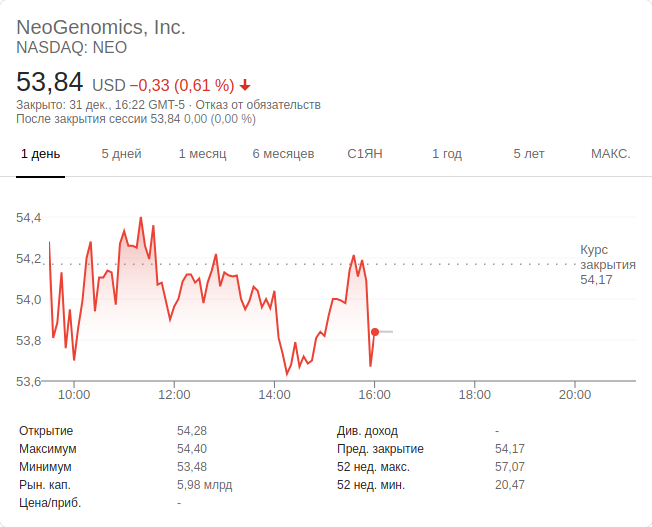 NeoGenomics, Inc.
NASDAQ: NEO
53,84 USD −0,33 (0,61 %)
Закрыто: 31 дек., 16:22 GMT-5 · Отказ от обязательств
После закрытия сессии 53,84 0,00 (0,00 %)
1 день 5 дней 1 месяц 6 месяцев С1ЯН 1 год 5 лет МАКС.
54,4
54,2
54,0
53,8
53,6
Курс
закрытия
54,17
10:00 12:00 14:00 16:00 18:00 20:00
Открытие 54,28 Див. доход -
Максимум 54,40 Пред. закрытие 54,17
Минимум 53,48 52 нед. макс. 57,07
Рын. кап. 5,98 млрд 52 нед. мин. 20,47
Цена/приб. -